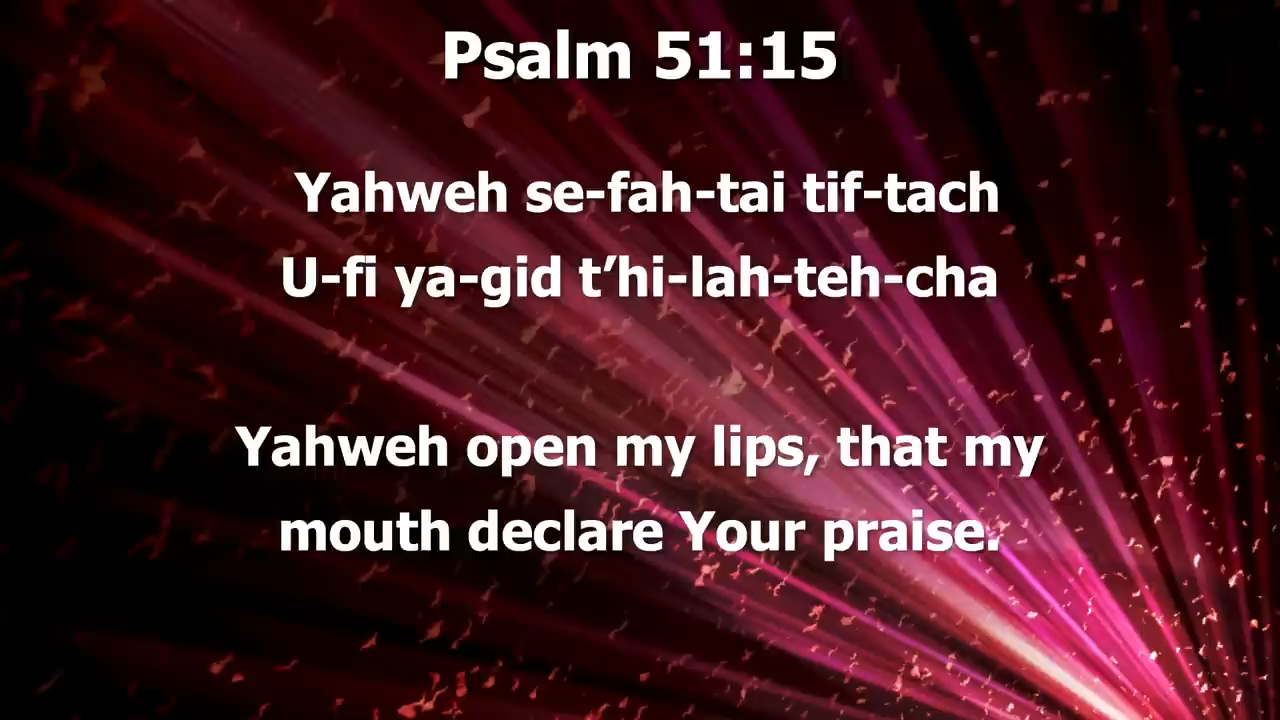 Psalm 51:15
Yahweh se-fah-tai tif-tach
U-fi ya-gid t’hi-lah-teh-cha
Yahweh open my lips, that my
mouth declare Your praise.